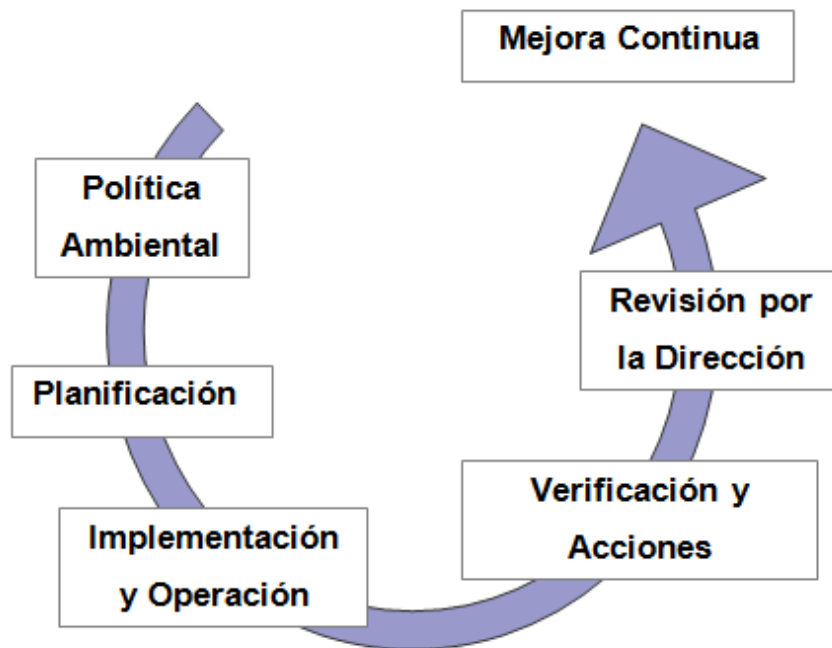 Mejora Continua
Política
Ambiental
Planificación
Implementación
y Operación
Verificación y
Acciones
Revisión por
la Dirección